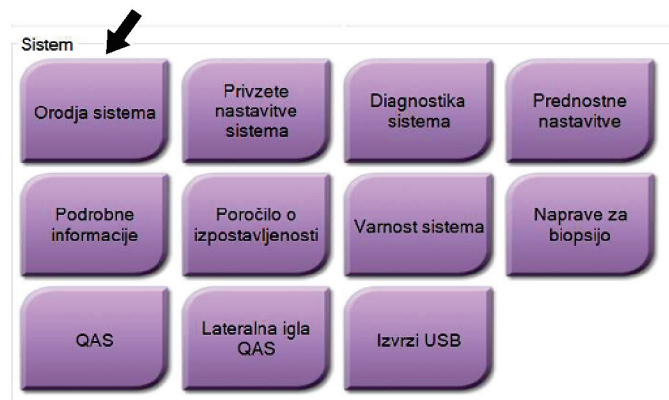 Sistem
Orodja sistema
Privzete
nastavitve
sistema
Diagnostika
sistema
Prednostne
nastavitve
Podrobne
informacije
Poročilo o
izpostavljenosti
Varnost sistema
Naprave za
biopsijo
QAS
Lateralna igla
QAS
Izvrzi USB